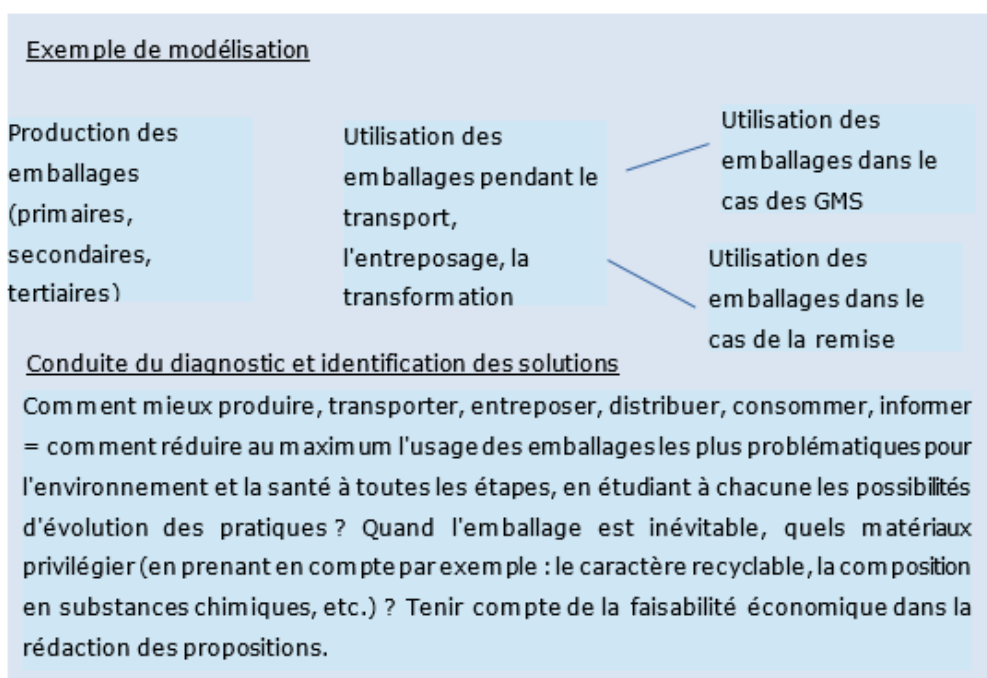 Exemple de modélisation
Production des
emballages
(primaires,
secondaires,
tertiaires)
Utilisation des
emballages pendant le
transport,
l'entreposage, la
transformation
Utilisation des
emballages dans le
cas des GMS
Utilisation des
emballages dans le
cas de la remise
Conduite du diagnostic et identification des solutions
Comment mieux produire, transporter, entreposer, distribuer, consommer, informer
= comment réduire au maximum l'usage des emballages les plus problématiques pour
l'environnement et la santé à toutes les étapes, en étudiant à chacune les possibilités
d'évolution des pratiques ? Quand l'emballage est inévitable, quels matériaux
privilégier (en prenant en compte par exemple : le caractère recyclable, la composition
en substances chimiques, etc.) ? Tenir compte de la faisabilité économique dans la
rédaction des propositions.